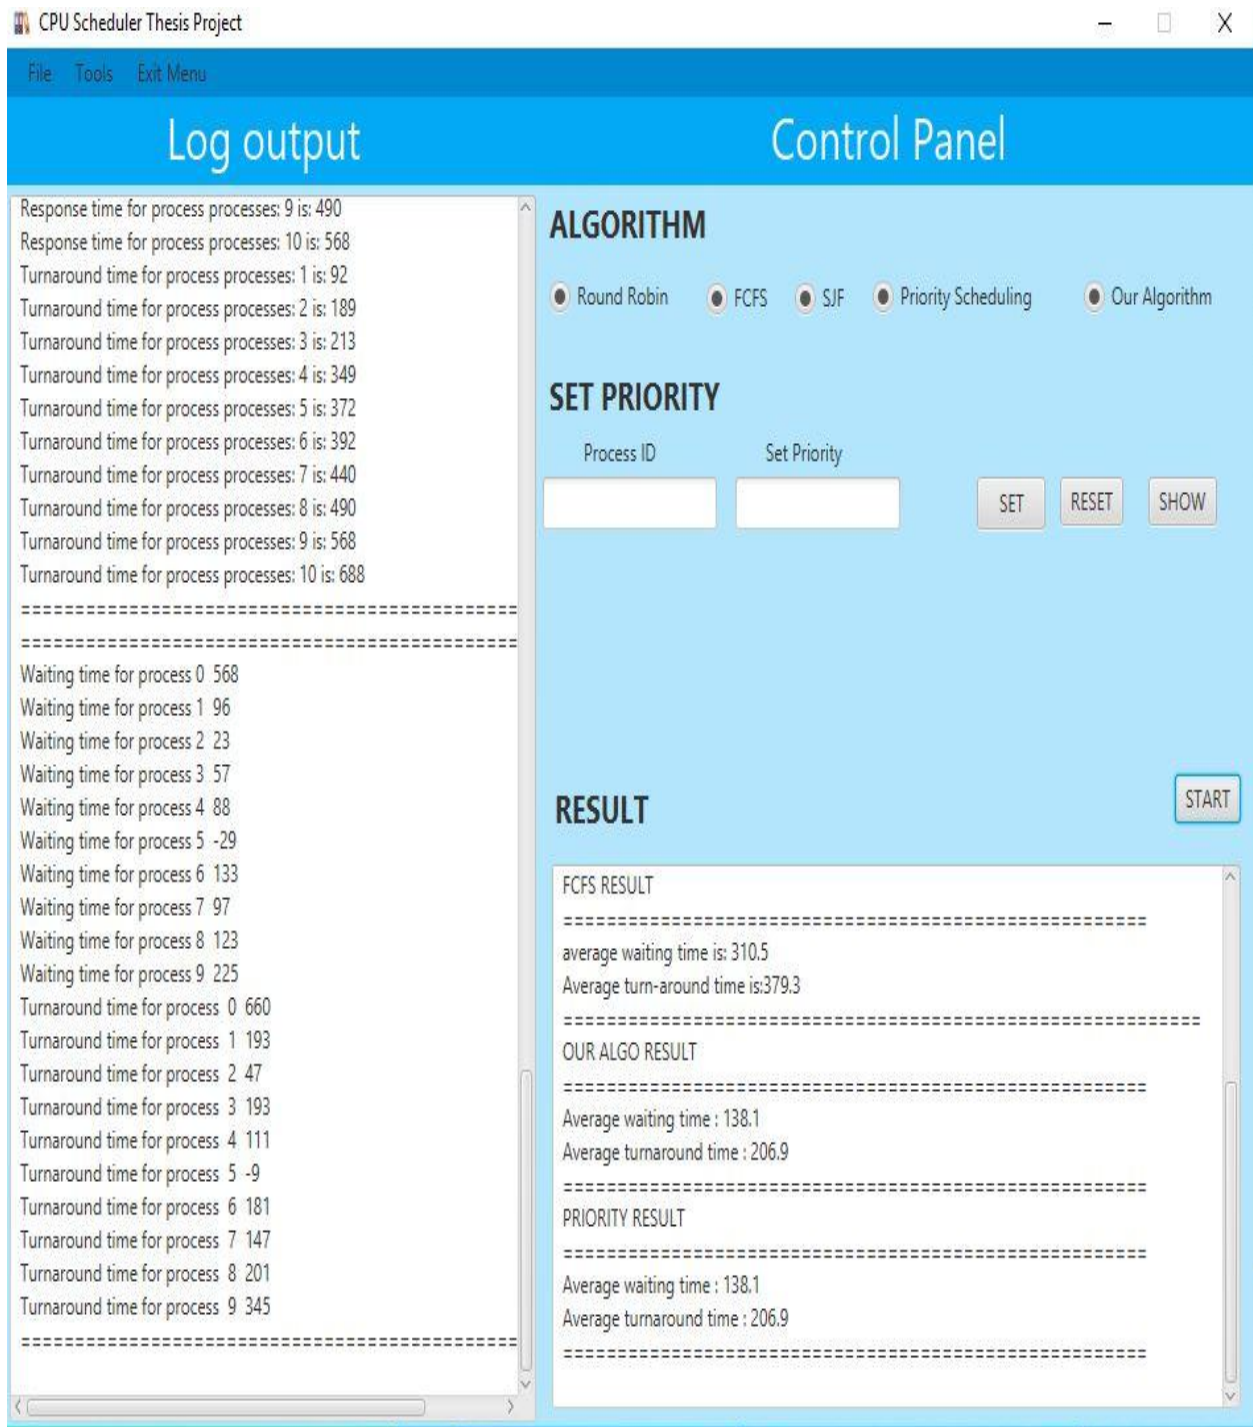 CPU Scheduler Thesis Project
File Tools Exit Menu
Log output
Response time for process processes: 9 is: 490
Response time for process processes: 10 is: 568
Turnaround time for process processes: 1 is: 92
Turnaround time for process processes: 2 is: 189
Turnaround time for process processes: 3 is: 213
Turnaround time for process processes: 4 is: 349
Turnaround time for process processes: 5 is: 372
Turnaround time for process processes: 6 is: 392
Turnaround time for process processes: 7 is: 440
Turnaround time for process processes: 8 is: 490
Turnaround time for process processes: 9 is: 568
Turnaround time for process processes: 10 is: 688
==============================================
==============================================
Waiting time for process 0 568
Waiting time for process 1 96
Waiting time for process 2 23
Waiting time for process 3 57
Waiting time for process 4 88
Waiting time for process 5 -29
Waiting time for process 6 133
Waiting time for process 7 97
Waiting time for process 8 123
Waiting time for process 9 225
Turnaround time for process 0 660
Turnaround time for process 1 193
Turnaround time for process 2 47
Turnaround time for process 3 193
Turnaround time for process 4 111
Turnaround time for process 5 -9
Turnaround time for process 6 181
Turnaround time for process 7 147
Turnaround time for process 8 201
Turnaround time for process 9 345
==============================================
Control Panel
ALGORITHM
Round Robin FCFS SJF Priority Scheduling Our Algorithm
SET PRIORITY
Process ID Set Priority
SET RESET SHOW
START
RESULT
FCFS RESULT
======================================================
average waiting time is: 310.5
Average turn-around time is:379.3
===========================================================
OUR ALGO RESULT
======================================================
Average waiting time : 138.1
Average turnaround time : 206.9
======================================================
PRIORITY RESULT
======================================================
Average waiting time : 138.1
Average turnaround time : 206.9
======================================================